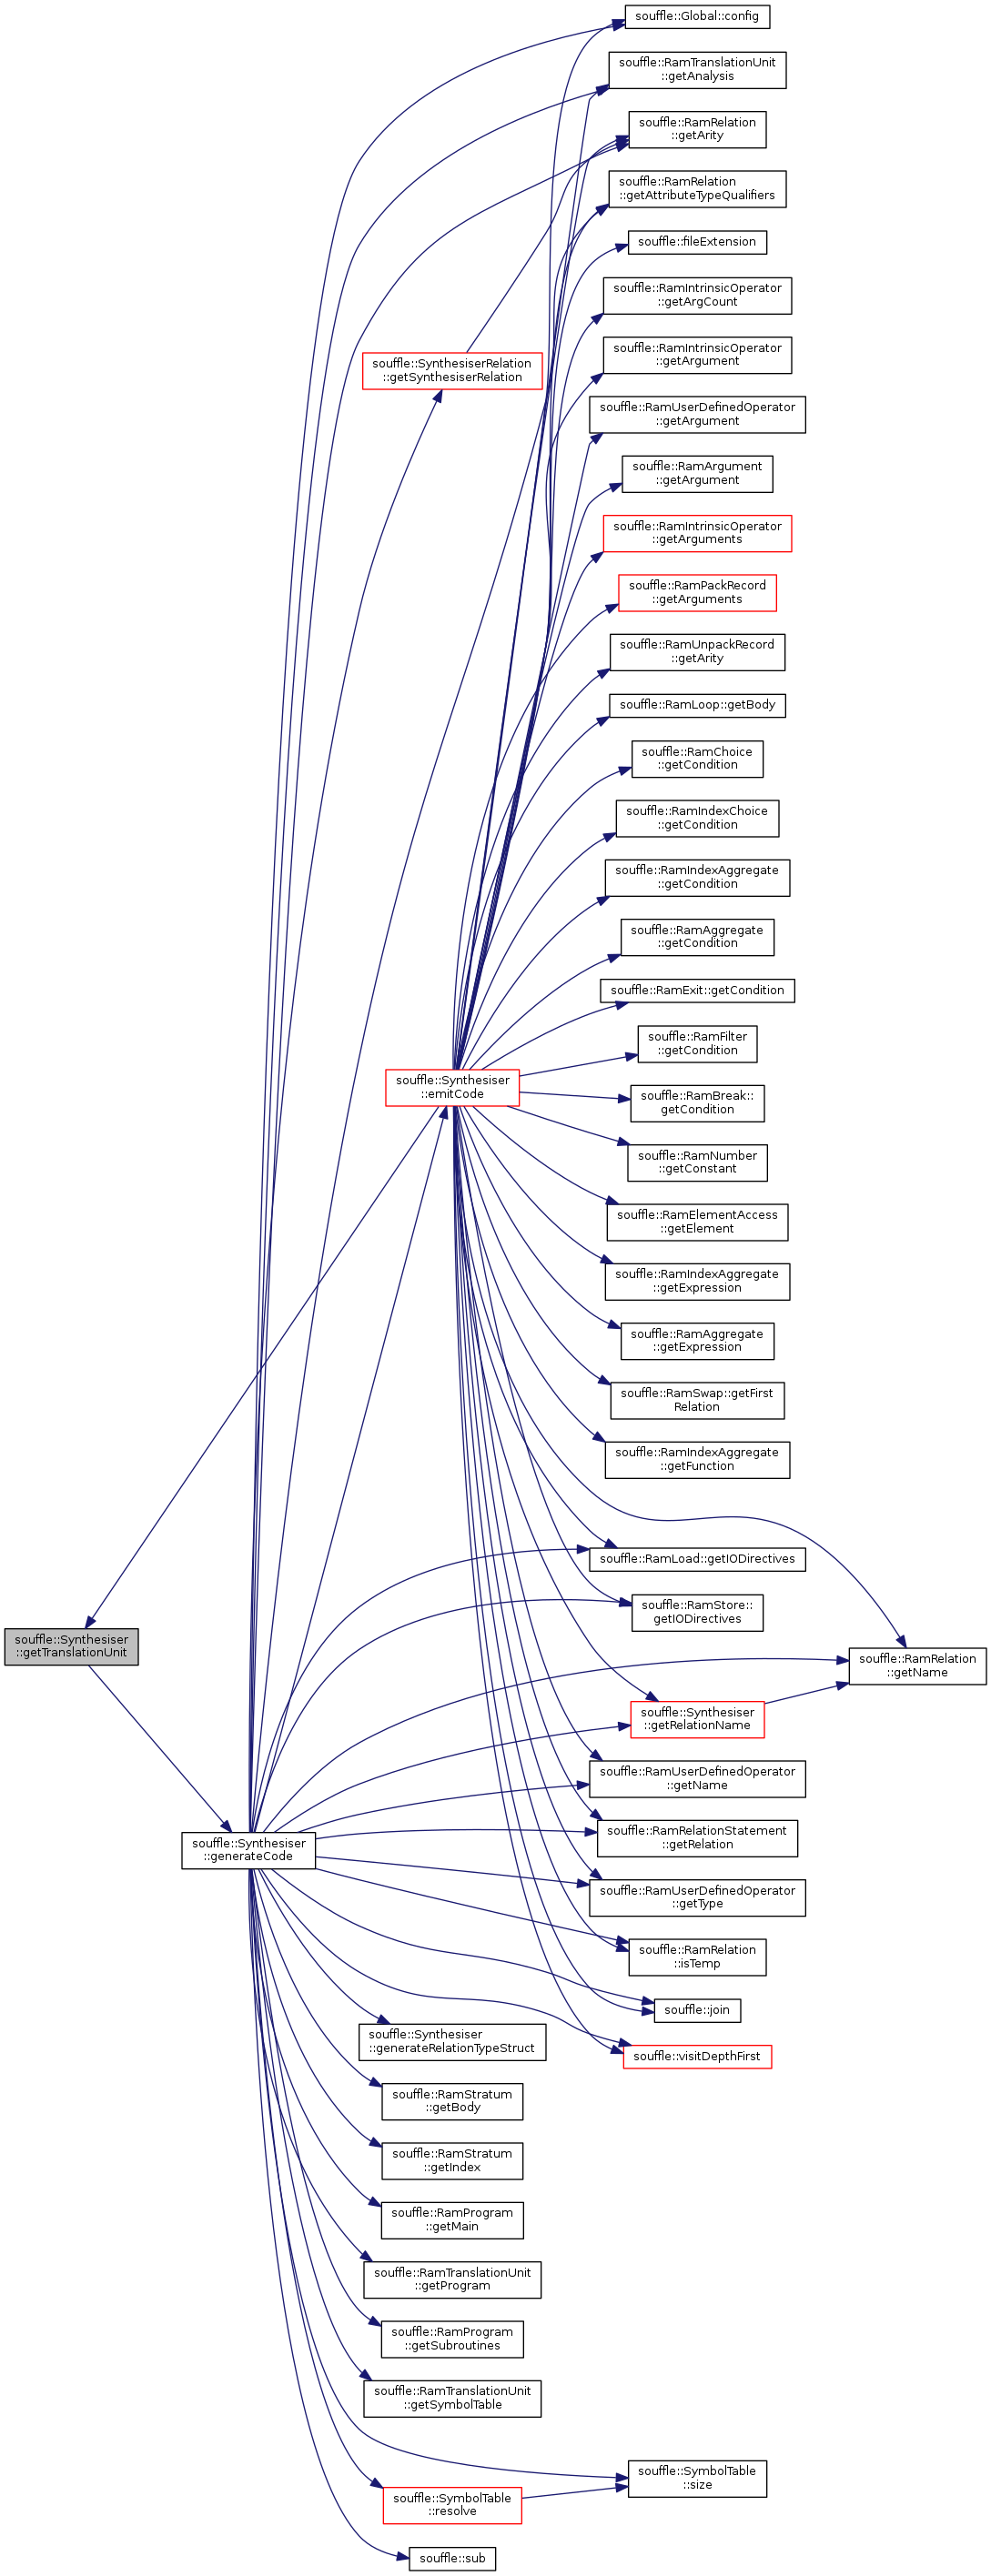 souffle::Global::config
souffle::RamTranslationUnit
::getAnalysis
souffle::RamRelation
::getArity
souffle::RamRelation
::getAttributeTypeQualifiers
souffle::fileExtension
souffle::RamIntrinsicOperator
::getArgCount
souffle::RamIntrinsicOperator
::getArgument
souffle::SynthesiserRelation
::getSynthesiserRelation
souffle::RamUserDefinedOperator
::getArgument
souffle::RamArgument
::getArgument
souffle::RamIntrinsicOperator
::getArguments
souffle::RamPackRecord
::getArguments
souffle::RamUnpackRecord
::getArity
souffle::RamLoop::getBody
souffle::RamChoice
::getCondition
souffle::RamIndexChoice
::getCondition
souffle::RamIndexAggregate
::getCondition
souffle::RamAggregate
::getCondition
souffle::RamExit::getCondition
souffle::RamFilter
::getCondition
souffle::Synthesiser
::emitCode
souffle::RamBreak::
getCondition
souffle::RamNumber
::getConstant
souffle::RamElementAccess
::getElement
souffle::RamIndexAggregate
::getExpression
souffle::RamAggregate
::getExpression
souffle::RamSwap::getFirst
Relation
souffle::RamIndexAggregate
::getFunction
souffle::RamLoad::getIODirectives
souffle::RamStore::
getIODirectives
souffle::Synthesiser
::getTranslationUnit
souffle::RamRelation
::getName
souffle::Synthesiser
::getRelationName
souffle::RamUserDefinedOperator
::getName
souffle::RamRelationStatement
::getRelation
souffle::Synthesiser
::generateCode
souffle::RamUserDefinedOperator
::getType
souffle::RamRelation
::isTemp
souffle::join
souffle::Synthesiser
::generateRelationTypeStruct
souffle::visitDepthFirst
souffle::RamStratum
::getBody
souffle::RamStratum
::getIndex
souffle::RamProgram
::getMain
souffle::RamTranslationUnit
::getProgram
souffle::RamProgram
::getSubroutines
souffle::RamTranslationUnit
::getSymbolTable
souffle::SymbolTable
::size
souffle::SymbolTable
::resolve
souffle::sub